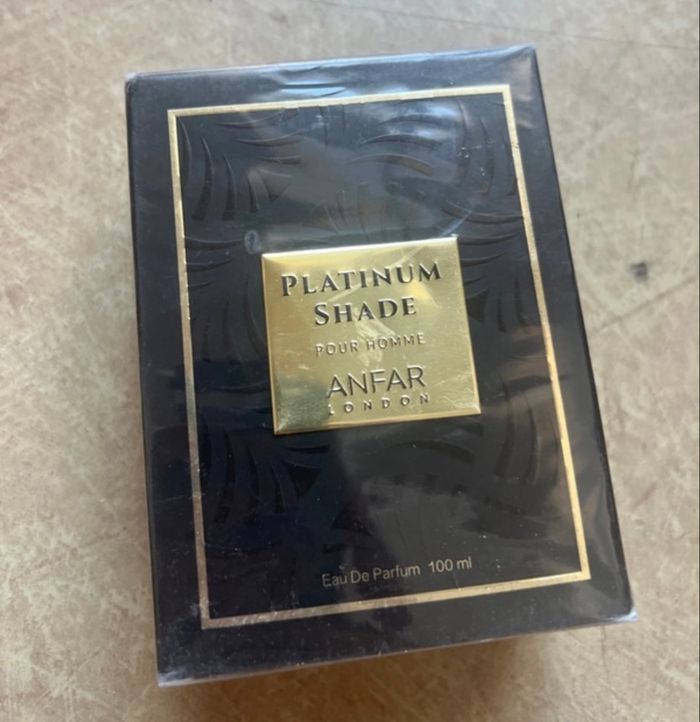 PLATINUM
SHADE
POUR HOMME
ANFAR
LONDON
Eau De Parfum 100 ml